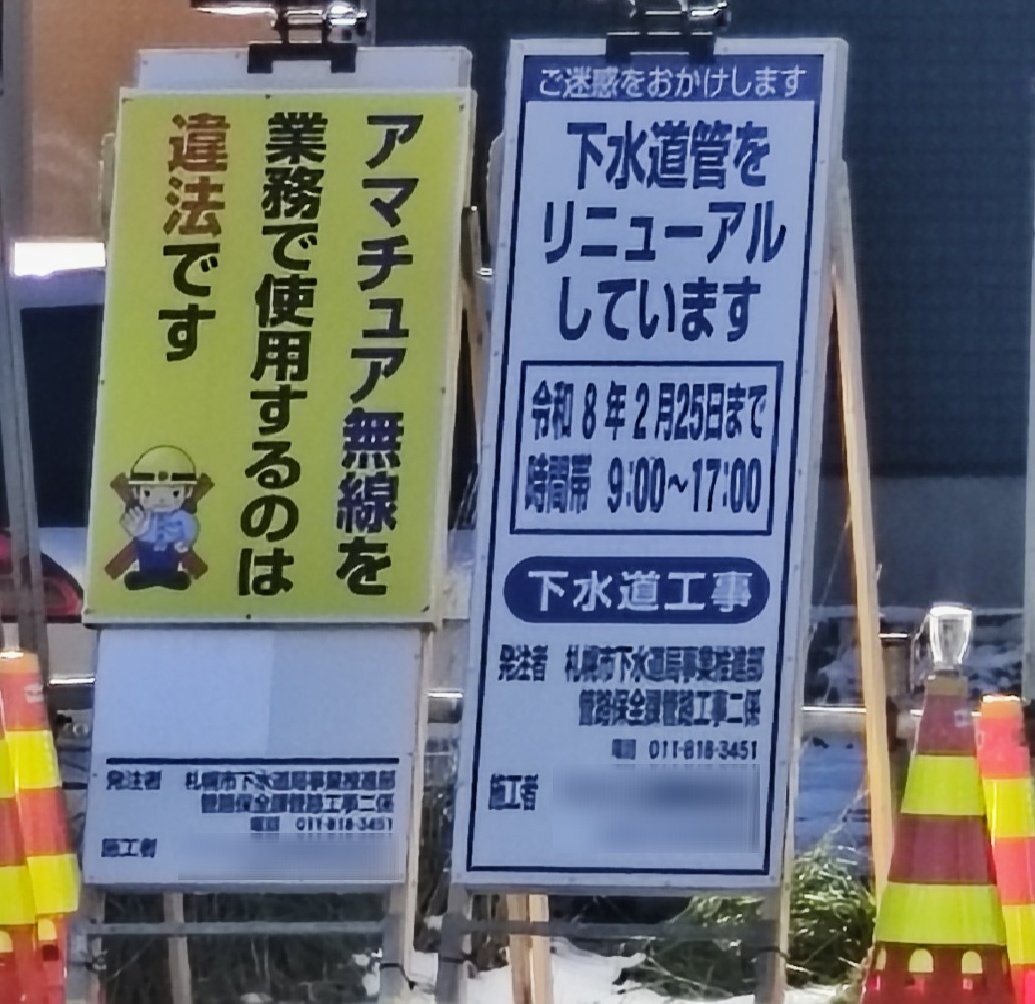 アマチュア無線を
業務で使用するのは
違法です
発注者 札幌市下水道局事業推進部
管路保全課管路工事二係
電話 011-818-3451
施工者
ご迷惑をおかけします
下水道管を
リニューアル
しています
令和8年2月25日まで
時間帯 9:00~17:00
下水道工事
発注者 札幌市下水道局事業推進部
管路保全課管路工事二係
電話 011-818-3451
施工者